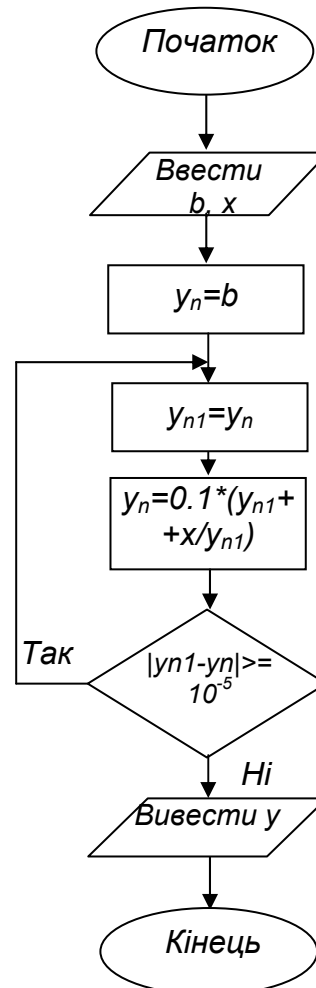 Початок
Ввести
b, x
yₙ=b
yₙ₁=yₙ
yₙ=0.1*(yₙ₁+
+x/yₙ₁)
|yn1-yn|>=
10⁻⁵
Так
Ні
Вивести y
Кінець